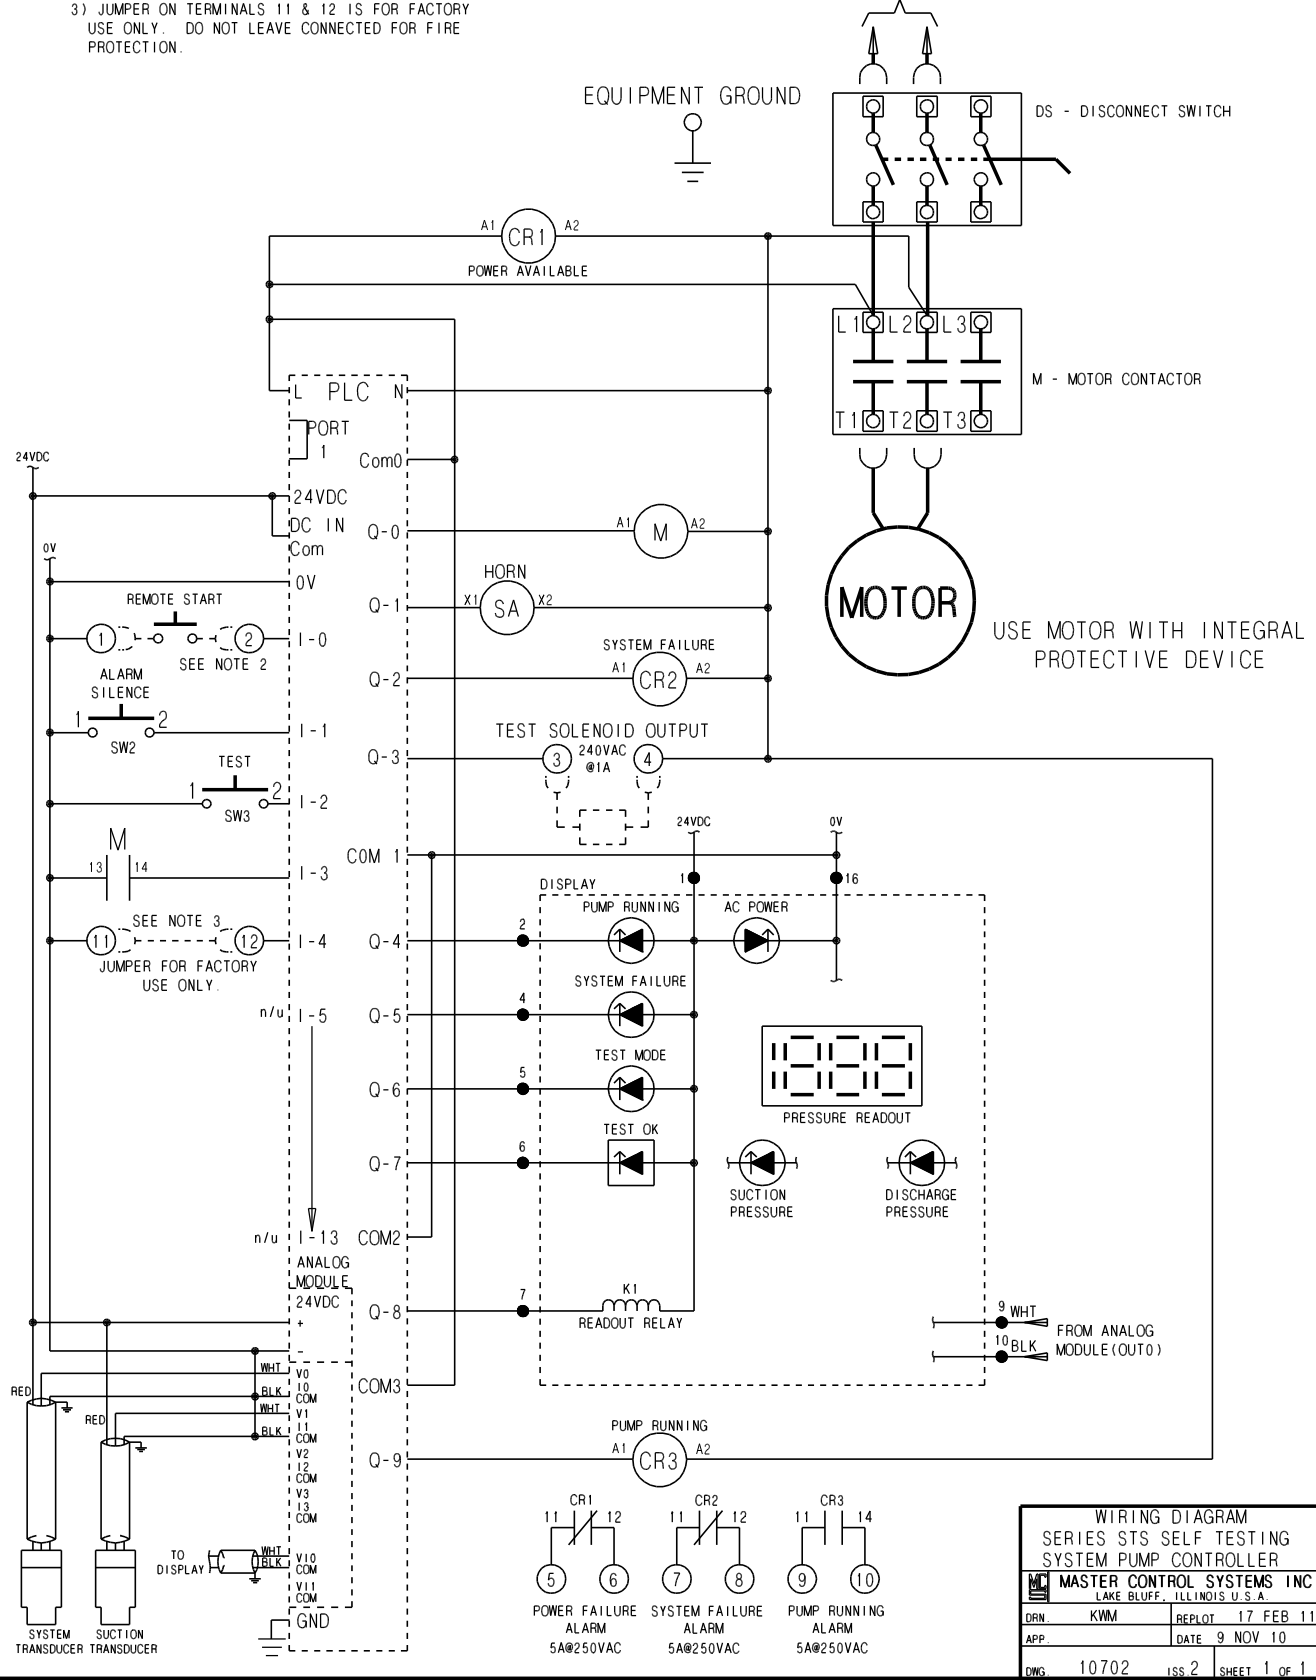 3) JUMPER ON TERMINALS 11 & 12 IS FOR FACTORY
USE ONLY. DO NOT LEAVE CONNECTED FOR FIRE
PROTECTION.
EQUIPMENT GROUND
DS - DISCONNECT SWITCH
A1 CR1 A2
POWER AVAILABLE
L1 L2 L3
M - MOTOR CONTACTOR
T1 T2 T3
L PLC N
PORT
1
Com0
24VDC
24VDC
DC IN
Com
Q-0
A1 M A2
MOTOR
USE MOTOR WITH INTEGRAL
PROTECTIVE DEVICE
0V
0V
HORN
Q-1
X1 SA X2
REMOTE START
1 2
I-0
SEE NOTE 2
SYSTEM FAILURE
Q-2
A1 CR2 A2
ALARM
SILENCE
1 2
SW2
I-1
TEST SOLENOID OUTPUT
Q-3
3 240VAC 4
@1A
TEST
1 2
SW3
I-2
24VDC
0V
M
13 14
I-3
COM 1
1
16
DISPLAY
SEE NOTE 3
11 12
I-4
JUMPER FOR FACTORY
USE ONLY.
Q-4
2
PUMP RUNNING
AC POWER
n/u I-5
Q-5
4
SYSTEM FAILURE
Q-6
5
TEST MODE
PRESSURE READOUT
Q-7
6
TEST OK
SUCTION
PRESSURE
DISCHARGE
PRESSURE
n/u I-13
COM2
ANALOG
MODULE
24VDC
+
-
Q-8
7
K1
READOUT RELAY
9 WHT
10 BLK
FROM ANALOG
MODULE(OUT0)
COM3
RED
WHT V0
I0
BLK COM
RED
WHT V1
I1
BLK COM
V2
I2
COM
V3
I3
COM
PUMP RUNNING
Q-9
A1 CR3 A2
TO
DISPLAY
WHT VI0
BLK COM
VI1
COM
GND
SYSTEM
TRANSDUCER
SUCTION
TRANSDUCER
CR1
11 12
5 6
POWER FAILURE
ALARM
5A@250VAC
CR2
11 12
7 8
SYSTEM FAILURE
ALARM
5A@250VAC
CR3
11 14
9 10
PUMP RUNNING
ALARM
5A@250VAC
WIRING DIAGRAM
SERIES STS SELF TESTING
SYSTEM PUMP CONTROLLER
MC MASTER CONTROL SYSTEMS INC
LAKE BLUFF, ILLINOIS U.S.A.
DRN. KWM REPLOT 17 FEB 11
APP. DATE 9 NOV 10
DWG. 10702 ISS.2 SHEET 1 OF 1